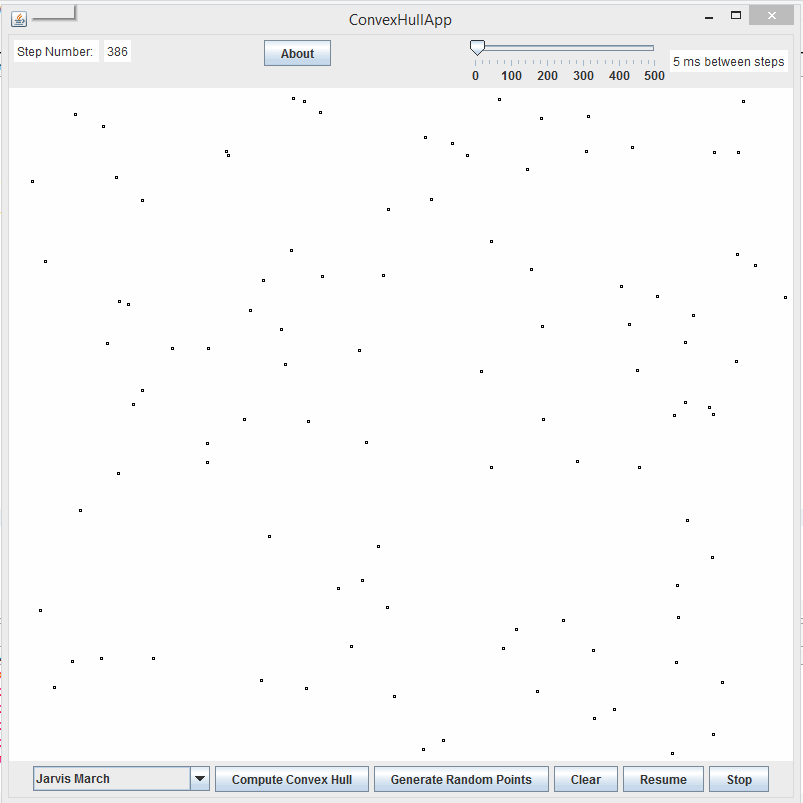 ConvexHullApp
Step Number: 386
About
0 100 200 300 400 500
5 ms between steps
Jarvis March
Compute Convex Hull
Generate Random Points
Clear
Resume
Stop